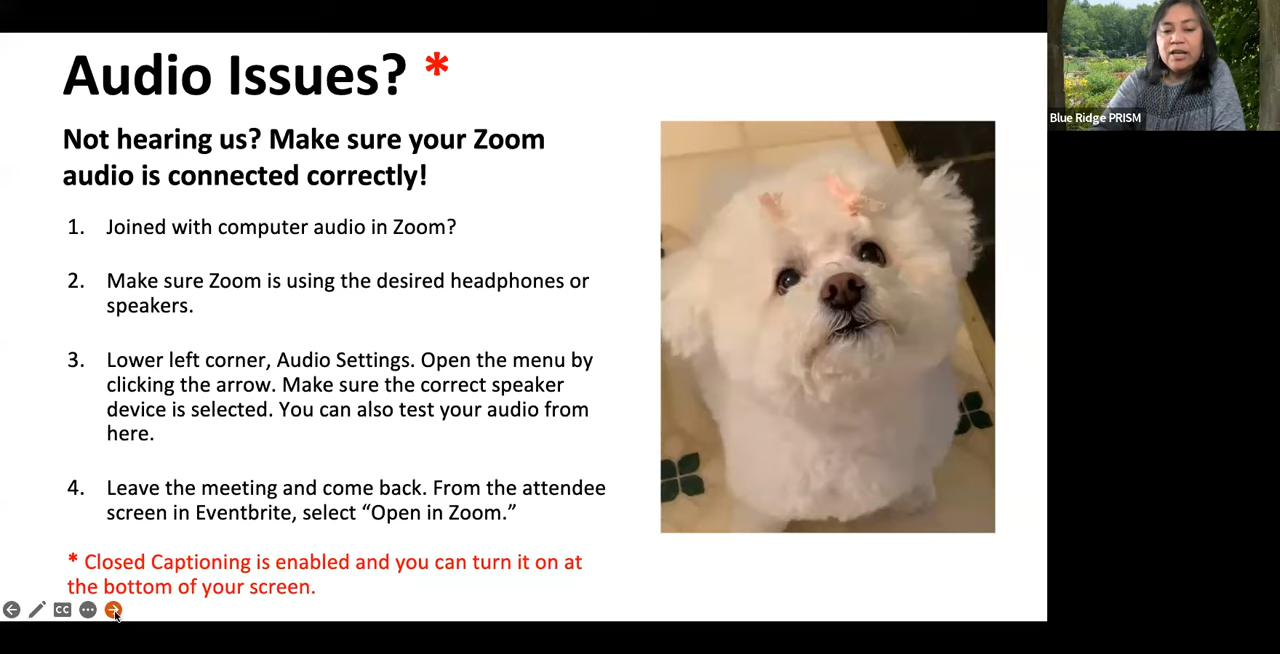 Audio Issues? *
Not hearing us? Make sure your Zoom
audio is connected correctly!
1. Joined with computer audio in Zoom?
2. Make sure Zoom is using the desired headphones or
speakers.
3. Lower left corner, Audio Settings. Open the menu by
clicking the arrow. Make sure the correct speaker
device is selected. You can also test your audio from
here.
4. Leave the meeting and come back. From the attendee
screen in Eventbrite, select “Open in Zoom.”
* Closed Captioning is enabled and you can turn it on at
the bottom of your screen.
CC
Blue Ridge PRISM